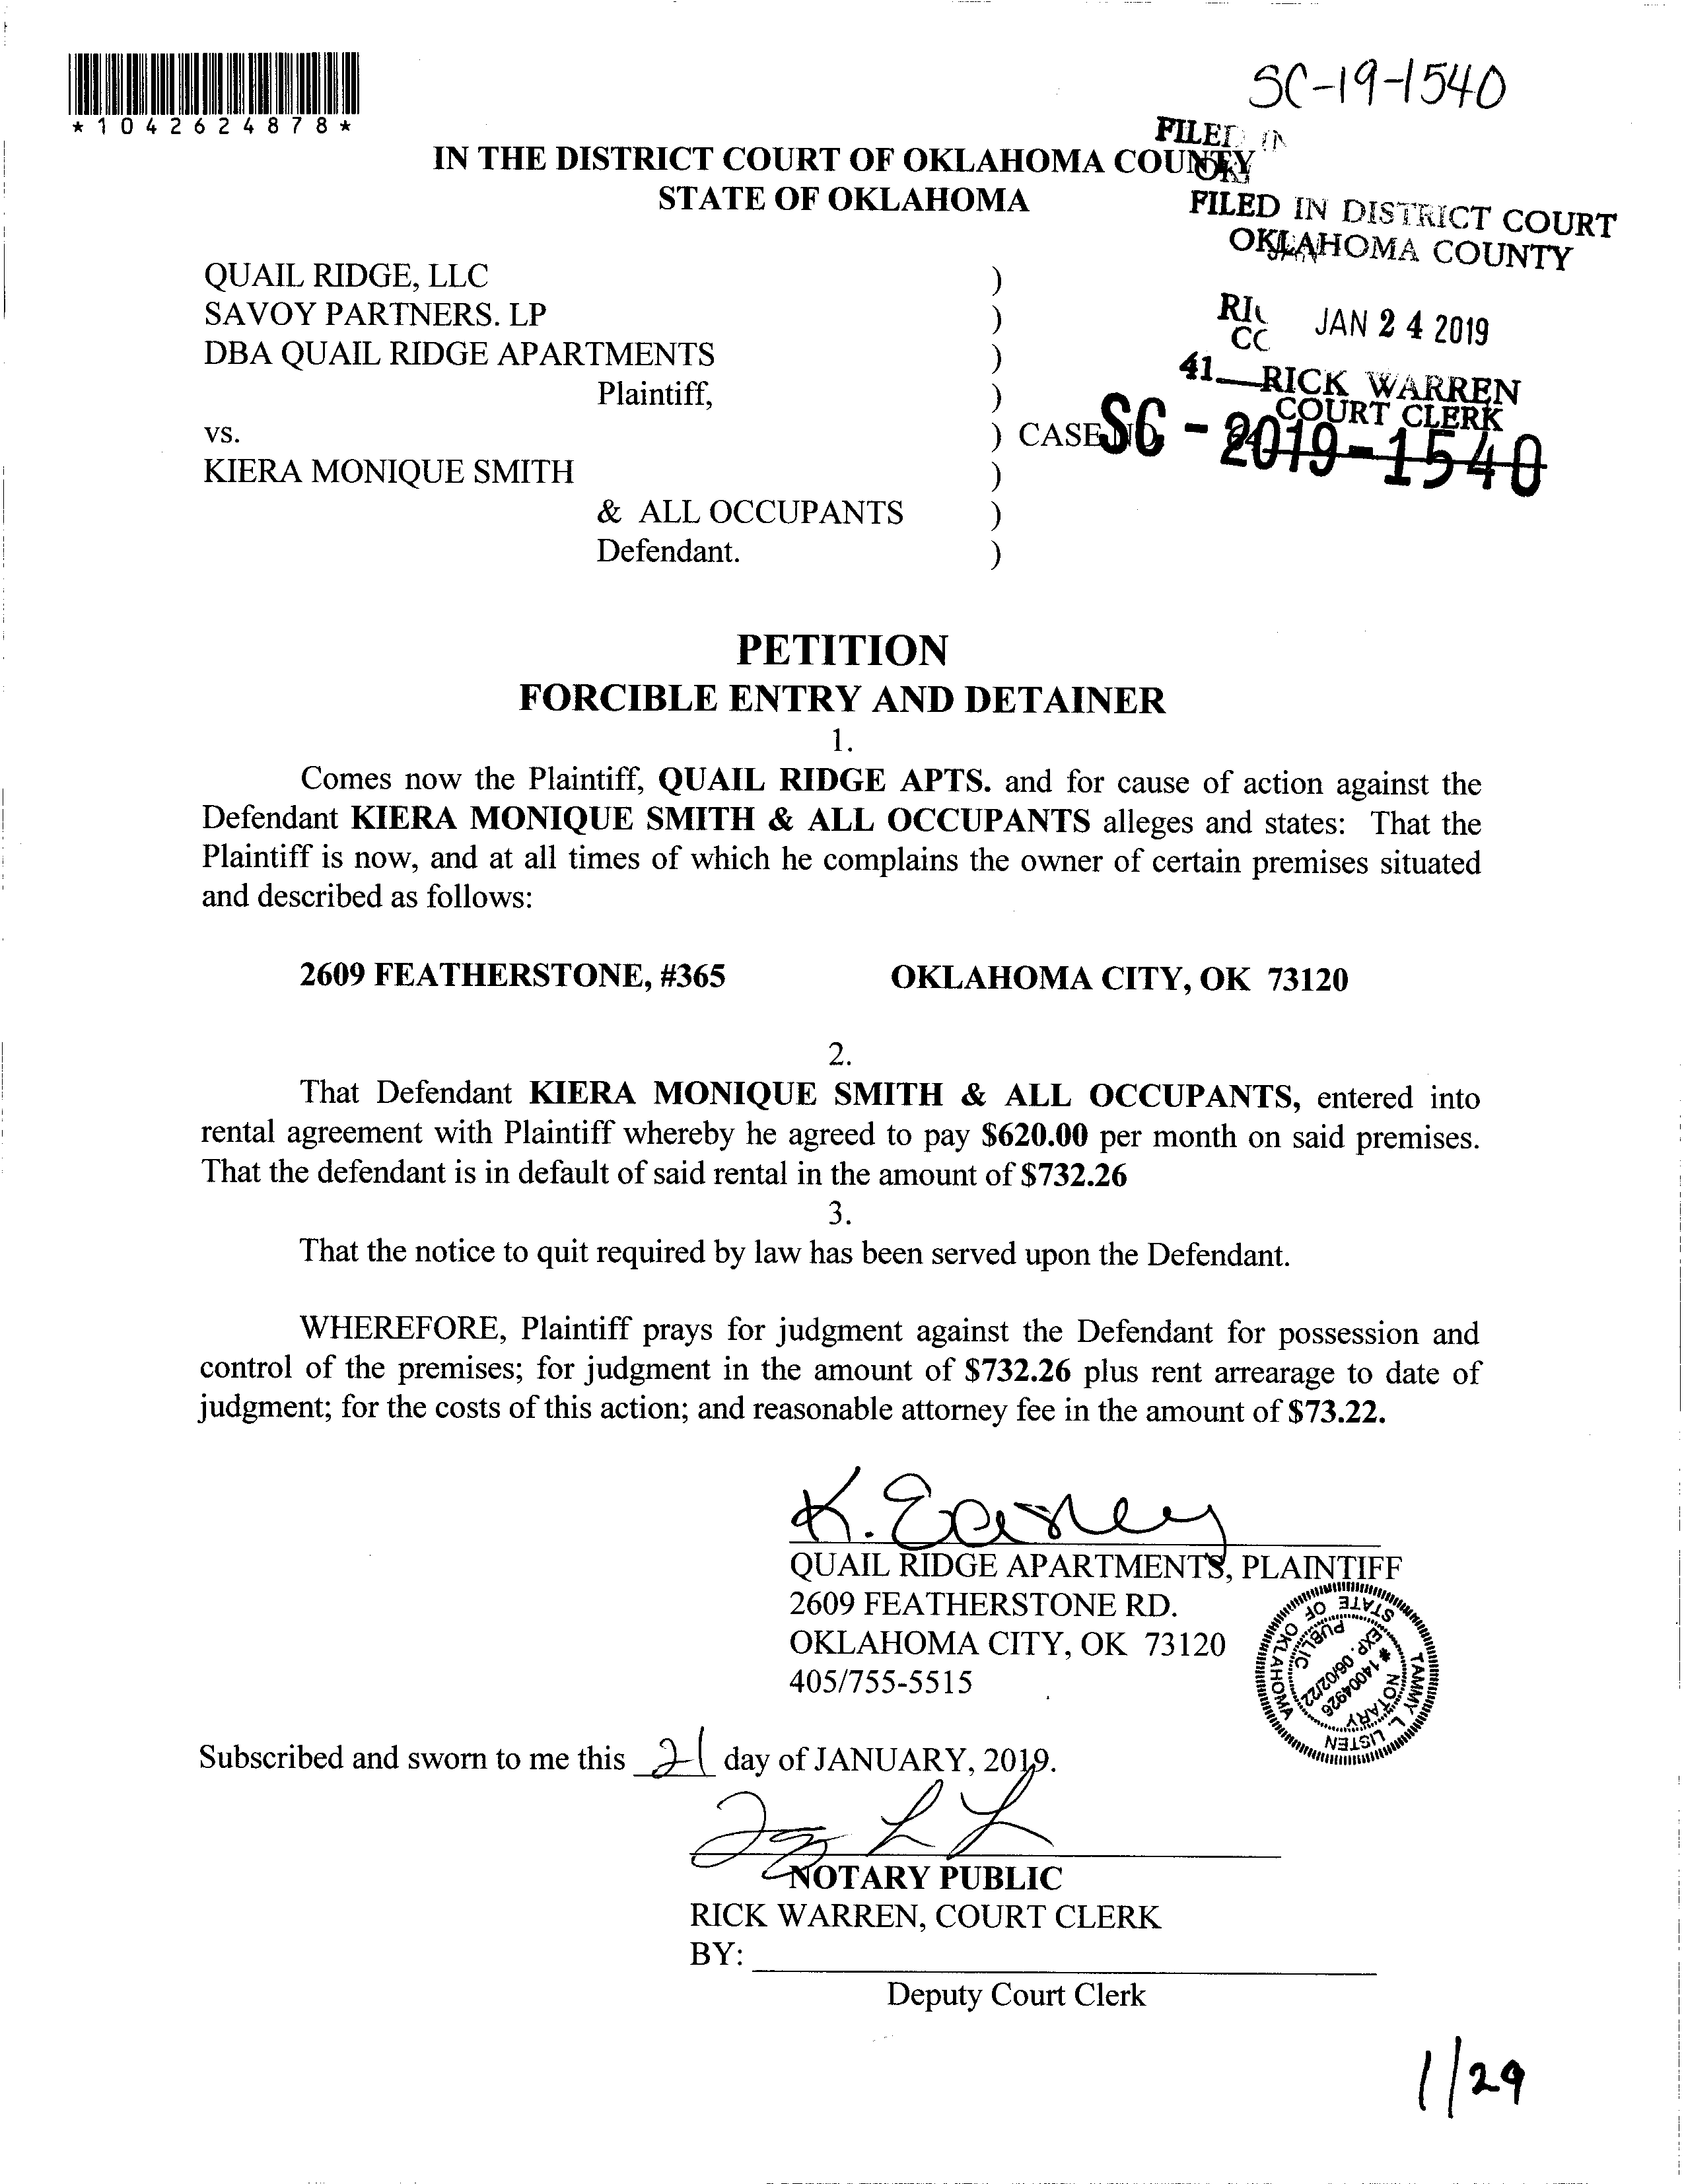 SC-19-1540
*1042624878*
FILED IN
IN THE DISTRICT COURT OF OKLAHOMA COUNTY
STATE OF OKLAHOMA
FILED IN DISTRICT COURT
OKLAHOMA COUNTY
QUAIL RIDGE, LLC )
SAVOY PARTNERS. LP )
JAN 24 2019
DBA QUAIL RIDGE APARTMENTS )
41 RICK WARREN
COURT CLERK
Plaintiff, )
vs. ) CASE NO. SC - 2019-1540
KIERA MONIQUE SMITH )
& ALL OCCUPANTS )
Defendant. )
PETITION
FORCIBLE ENTRY AND DETAINER
1.
Comes now the Plaintiff, QUAIL RIDGE APTS. and for cause of action against the
Defendant KIERA MONIQUE SMITH & ALL OCCUPANTS alleges and states: That the
Plaintiff is now, and at all times of which he complains the owner of certain premises situated
and described as follows:
2609 FEATHERSTONE, #365 OKLAHOMA CITY, OK 73120
2.
That Defendant KIERA MONIQUE SMITH & ALL OCCUPANTS, entered into
rental agreement with Plaintiff whereby he agreed to pay $620.00 per month on said premises.
That the defendant is in default of said rental in the amount of $732.26
3.
That the notice to quit required by law has been served upon the Defendant.
WHEREFORE, Plaintiff prays for judgment against the Defendant for possession and
control of the premises; for judgment in the amount of $732.26 plus rent arrearage to date of
judgment; for the costs of this action; and reasonable attorney fee in the amount of $73.22.
K. Easley
QUAIL RIDGE APARTMENTS, PLAINTIFF
2609 FEATHERSTONE RD.
OKLAHOMA CITY, OK 73120
405/755-5515
TAMMY L. LISTEN
STATE OF OKLAHOMA
NOTARY PUBLIC
NOTARY
# 14004926
EXP. 06/02/22
Subscribed and sworn to me this 21 day of JANUARY, 2019.
NOTARY PUBLIC
RICK WARREN, COURT CLERK
BY:
Deputy Court Clerk
1/29